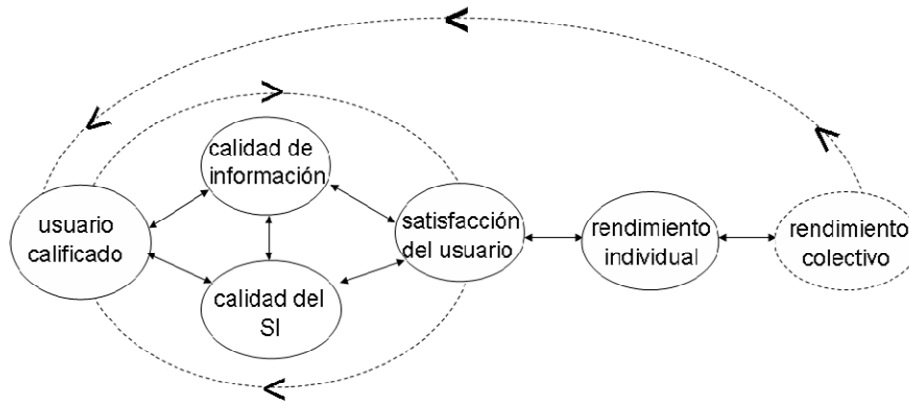 calidad de
información
usuario
calificado
calidad del
SI
satisfacción
del usuario
rendimiento
individual
rendimiento
colectivo